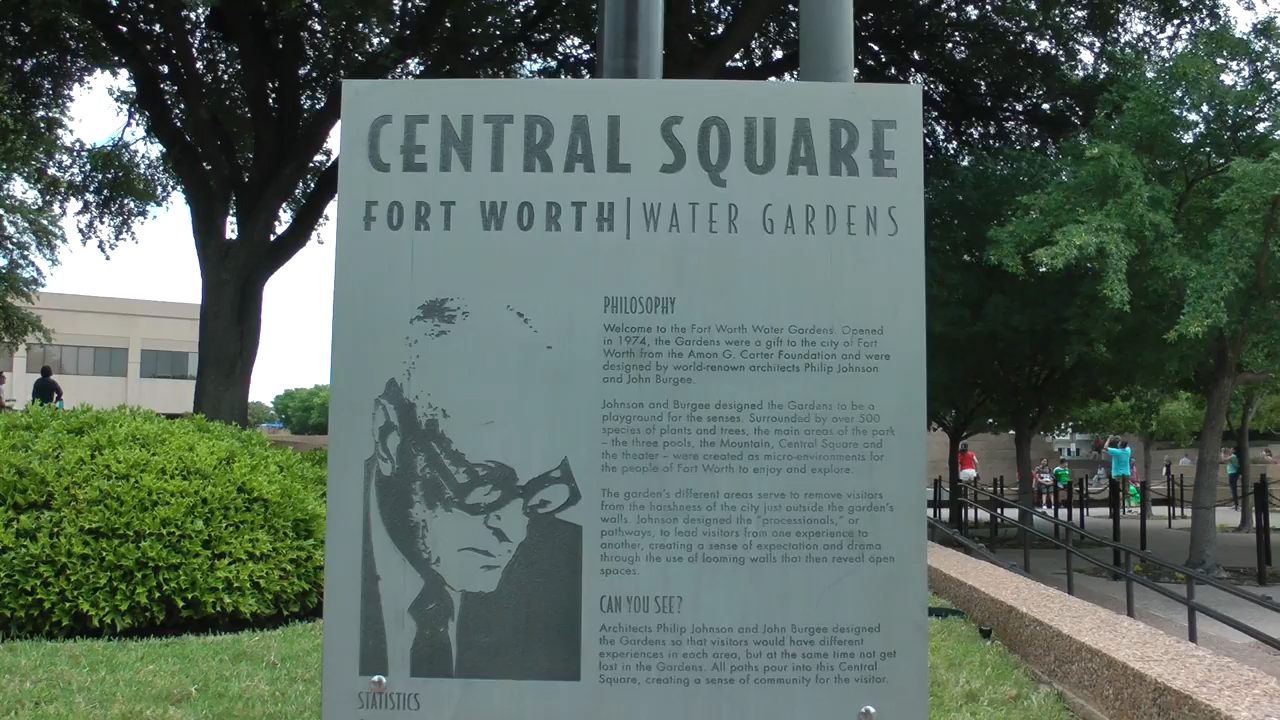 CENTRAL SQUARE
FORT WORTH | WATER GARDENS
PHILOSOPHY
Welcome to the Fort Worth Water Gardens. Opened
in 1974, the Gardens were a gift to the city of Fort
Worth from the Amon G. Carter Foundation and were
designed by world-renown architects Philip Johnson
and John Burgee.
Johnson and Burgee designed the Gardens to be a
playground for the senses. Surrounded by over 500
species of plants and trees, the main areas of the park
– the three pools, the Mountain, Central Square and
the theater – were created as micro-environments for
the people of Fort Worth to enjoy and explore.
The garden's different areas serve to remove visitors
from the harshness of the city just outside the garden's
walls. Johnson designed the "processionals," or
pathways, to lead visitors from one experience to
another, creating a sense of expectation and drama
through the use of looming walls that then reveal open
spaces.
CAN YOU SEE?
Architects Philip Johnson and John Burgee designed
the Gardens so that visitors would have different
experiences in each area, but at the same time not get
lost in the Gardens. All paths pour into this Central
Square, creating a sense of community for the visitor.
STATISTICS